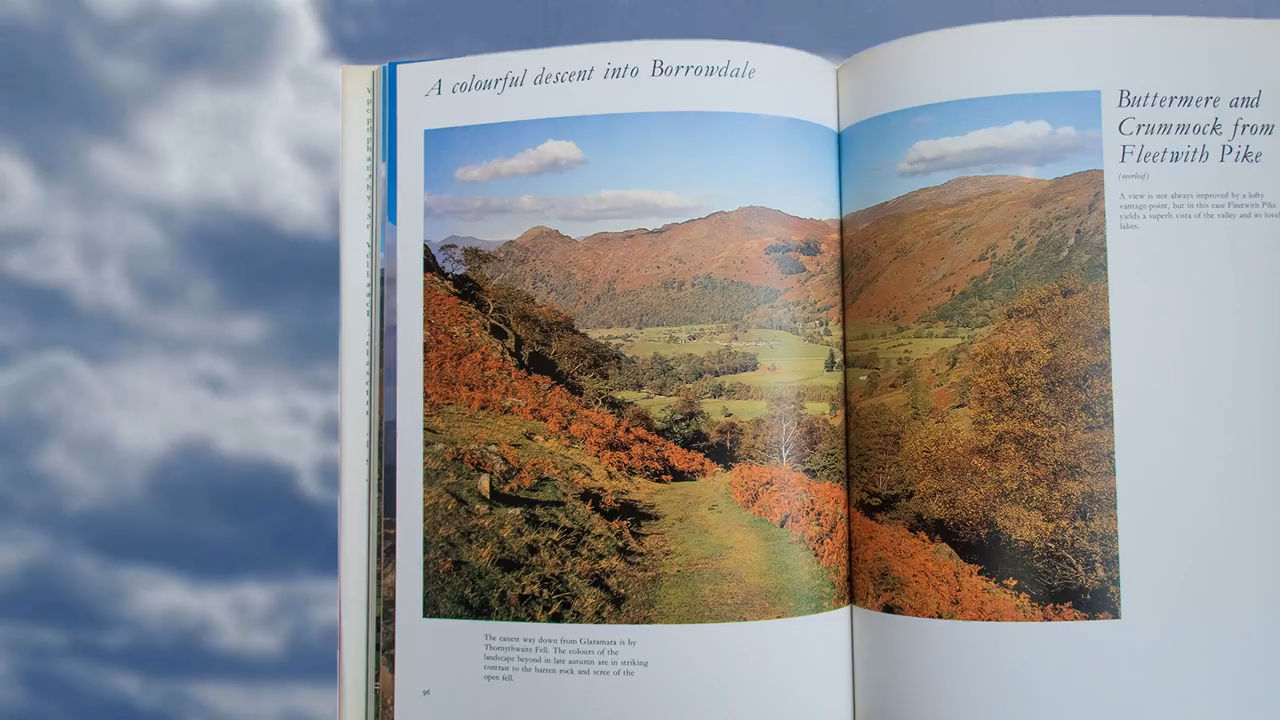 A colourful descent into Borrowdale
The easiest way down from Glaramara is by
Thornythwaite Fell. The colours of the
landscape beyond in late autumn are in striking
contrast to the barren rock and scree of the
open fell.
96
Buttermere and
Crummock from
Fleetwith Pike
(overleaf)
A view is not always improved by a lofty
vantage-point, but in this case Fleetwith Pike
yields a superb vista of the valley and its
lakes.